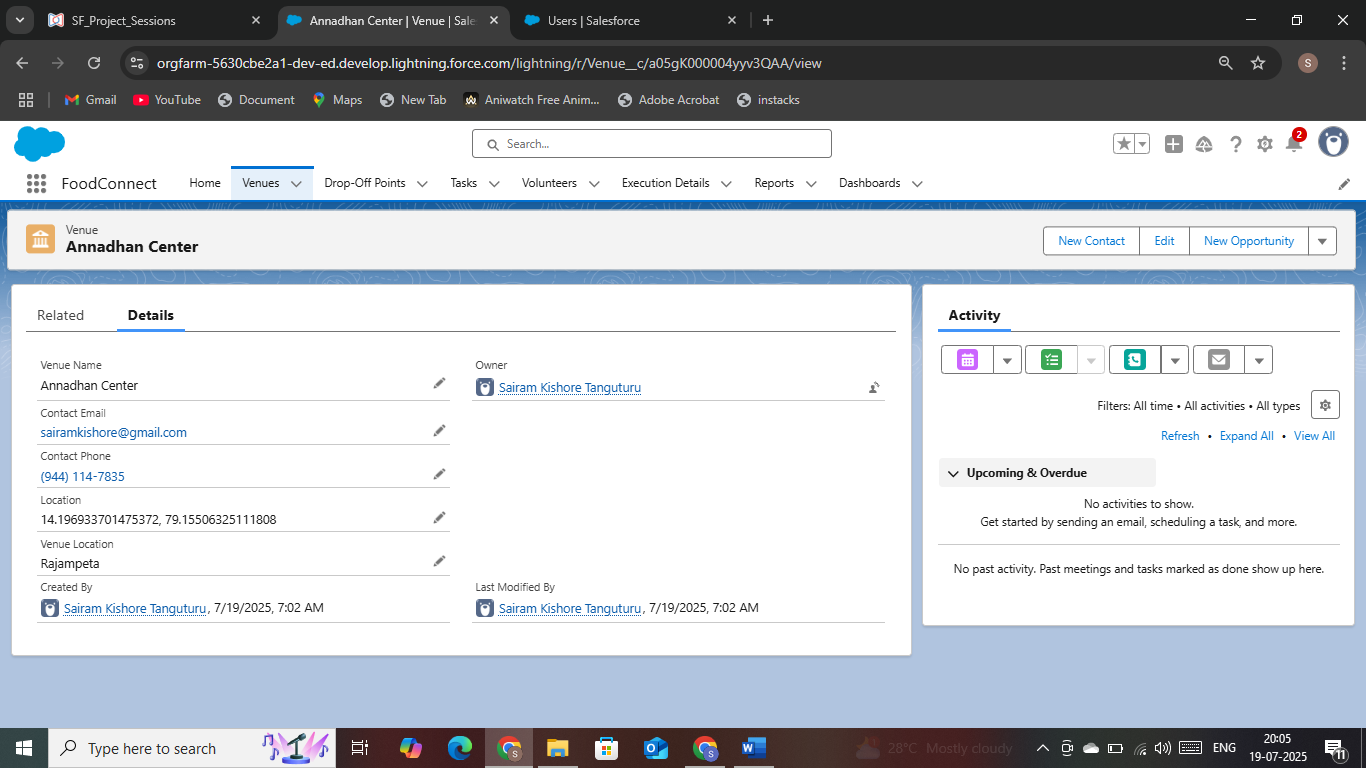 SF_Project_Sessions
Annadhan Center | Venue | Sale
Users | Salesforce
orgfarm-5630cbe2a1-dev-ed.develop.lightning.force.com/lightning/r/Venue__c/a05gK000004yyv3QAA/view
S
Gmail
YouTube
Document
Maps
New Tab
Aniwatch Free Anim...
Adobe Acrobat
instacks
Search...
2
FoodConnect
Home
Venues
Drop-Off Points
Tasks
Volunteers
Execution Details
Reports
Dashboards
Venue
Annadhan Center
New Contact
Edit
New Opportunity
Related
Details
Venue Name
Annadhan Center
Owner
Sairam Kishore Tanguturu
Contact Email
sairamkishore@gmail.com
Contact Phone
(944) 114-7835
Location
14.196933701475372, 79.15506325111808
Venue Location
Rajampeta
Created By
Sairam Kishore Tanguturu, 7/19/2025, 7:02 AM
Last Modified By
Sairam Kishore Tanguturu, 7/19/2025, 7:02 AM
Activity
Filters: All time • All activities • All types
Refresh • Expand All • View All
Upcoming & Overdue
No activities to show.
Get started by sending an email, scheduling a task, and more.
No past activity. Past meetings and tasks marked as done show up here.
Type here to search
28°C Mostly cloudy
ENG
20:05
19-07-2025
11